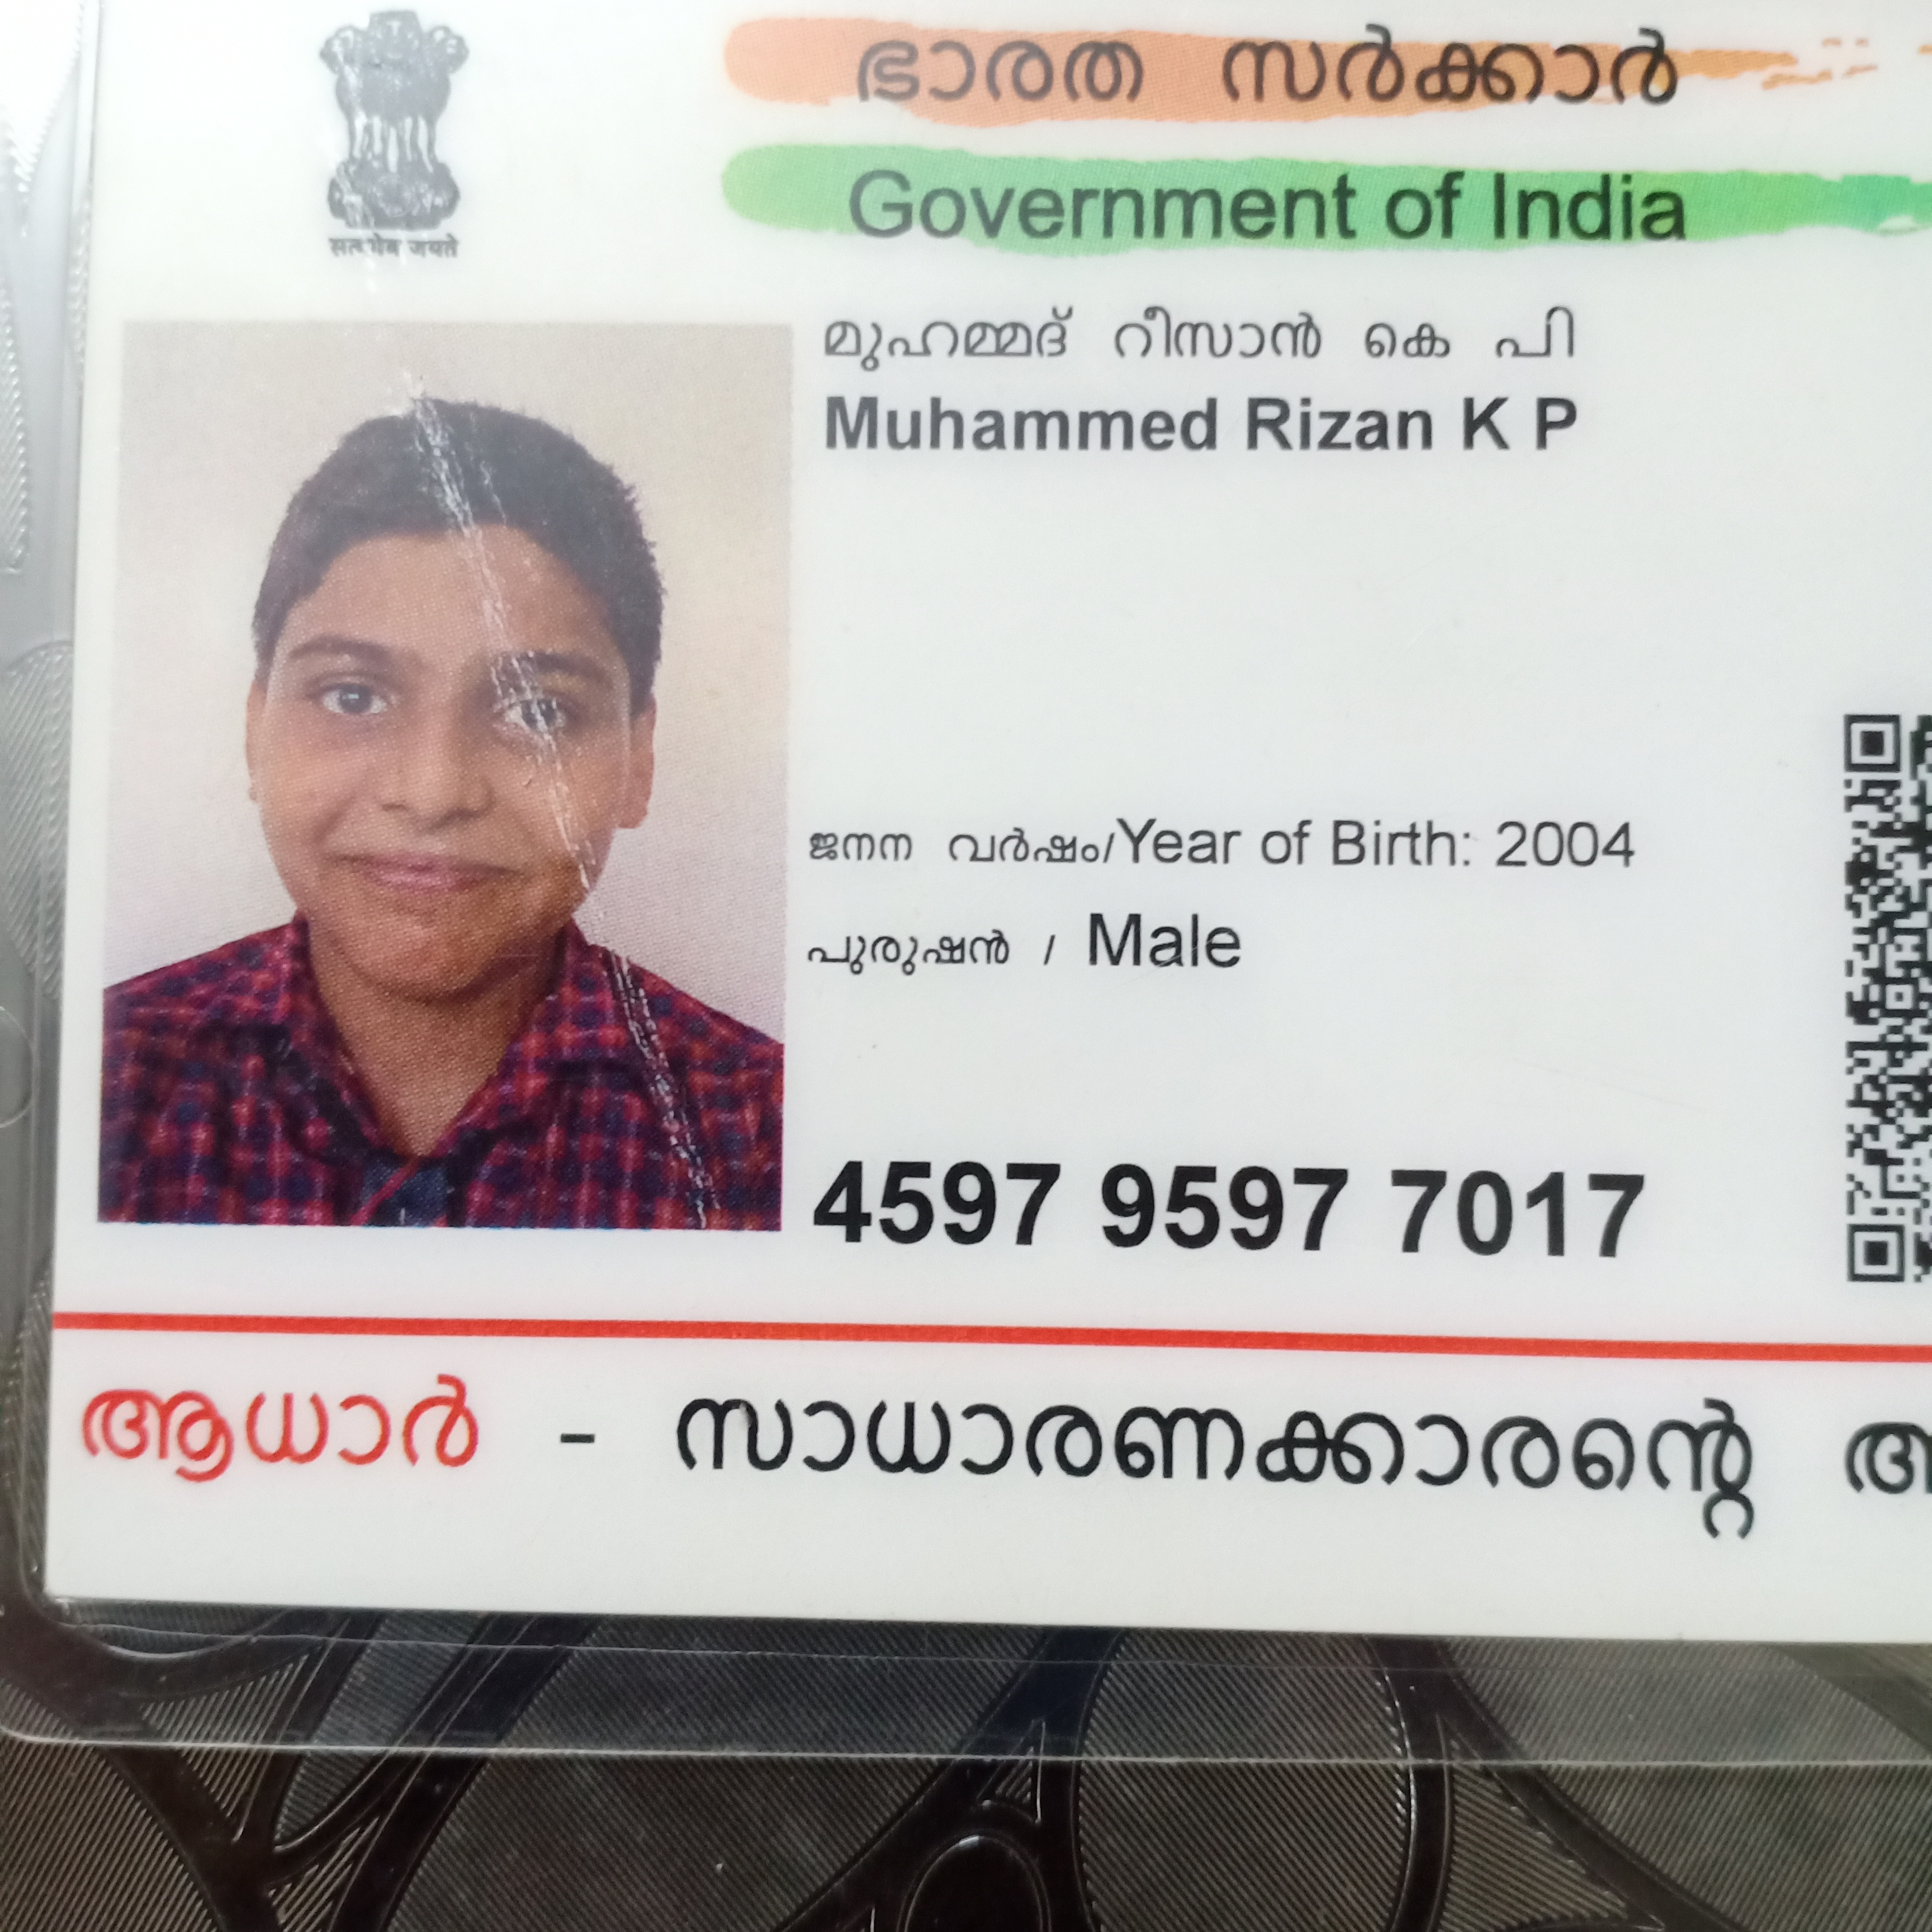 ഭാരത സർക്കാർ
Government of India
सत्यमेव जयते
മുഹമ്മദ് റീസാൻ കെ പി
Muhammed Rizan K P
ജനന വർഷം/Year of Birth: 2004
പുരുഷൻ / Male
4597 9597 7017
ആധാർ - സാധാരണക്കാരന്റെ